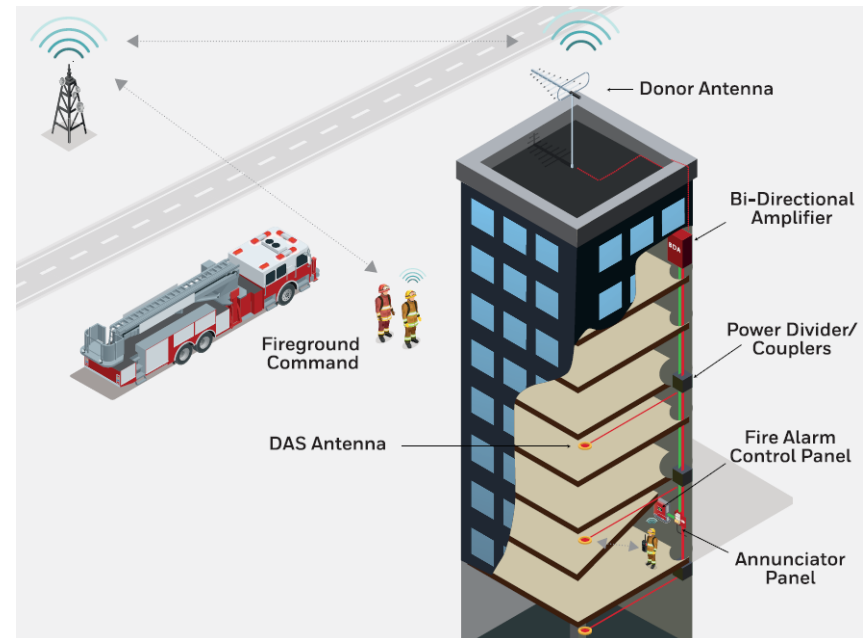 Donor Antenna
Bi-Directional
Amplifier
BDA
Power Divider/
Couplers
Fireground
Command
DAS Antenna
Fire Alarm
Control Panel
Annunciator
Panel